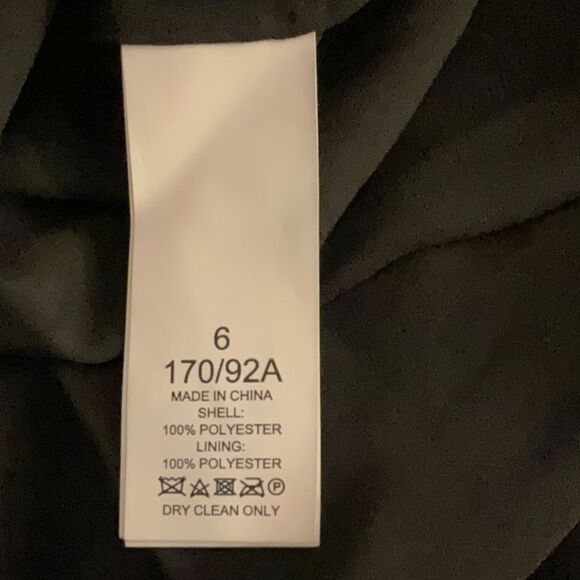 6
170/92A
MADE IN CHINA
SHELL:
100% POLYESTER
LINING:
100% POLYESTER
P
DRY CLEAN ONLY